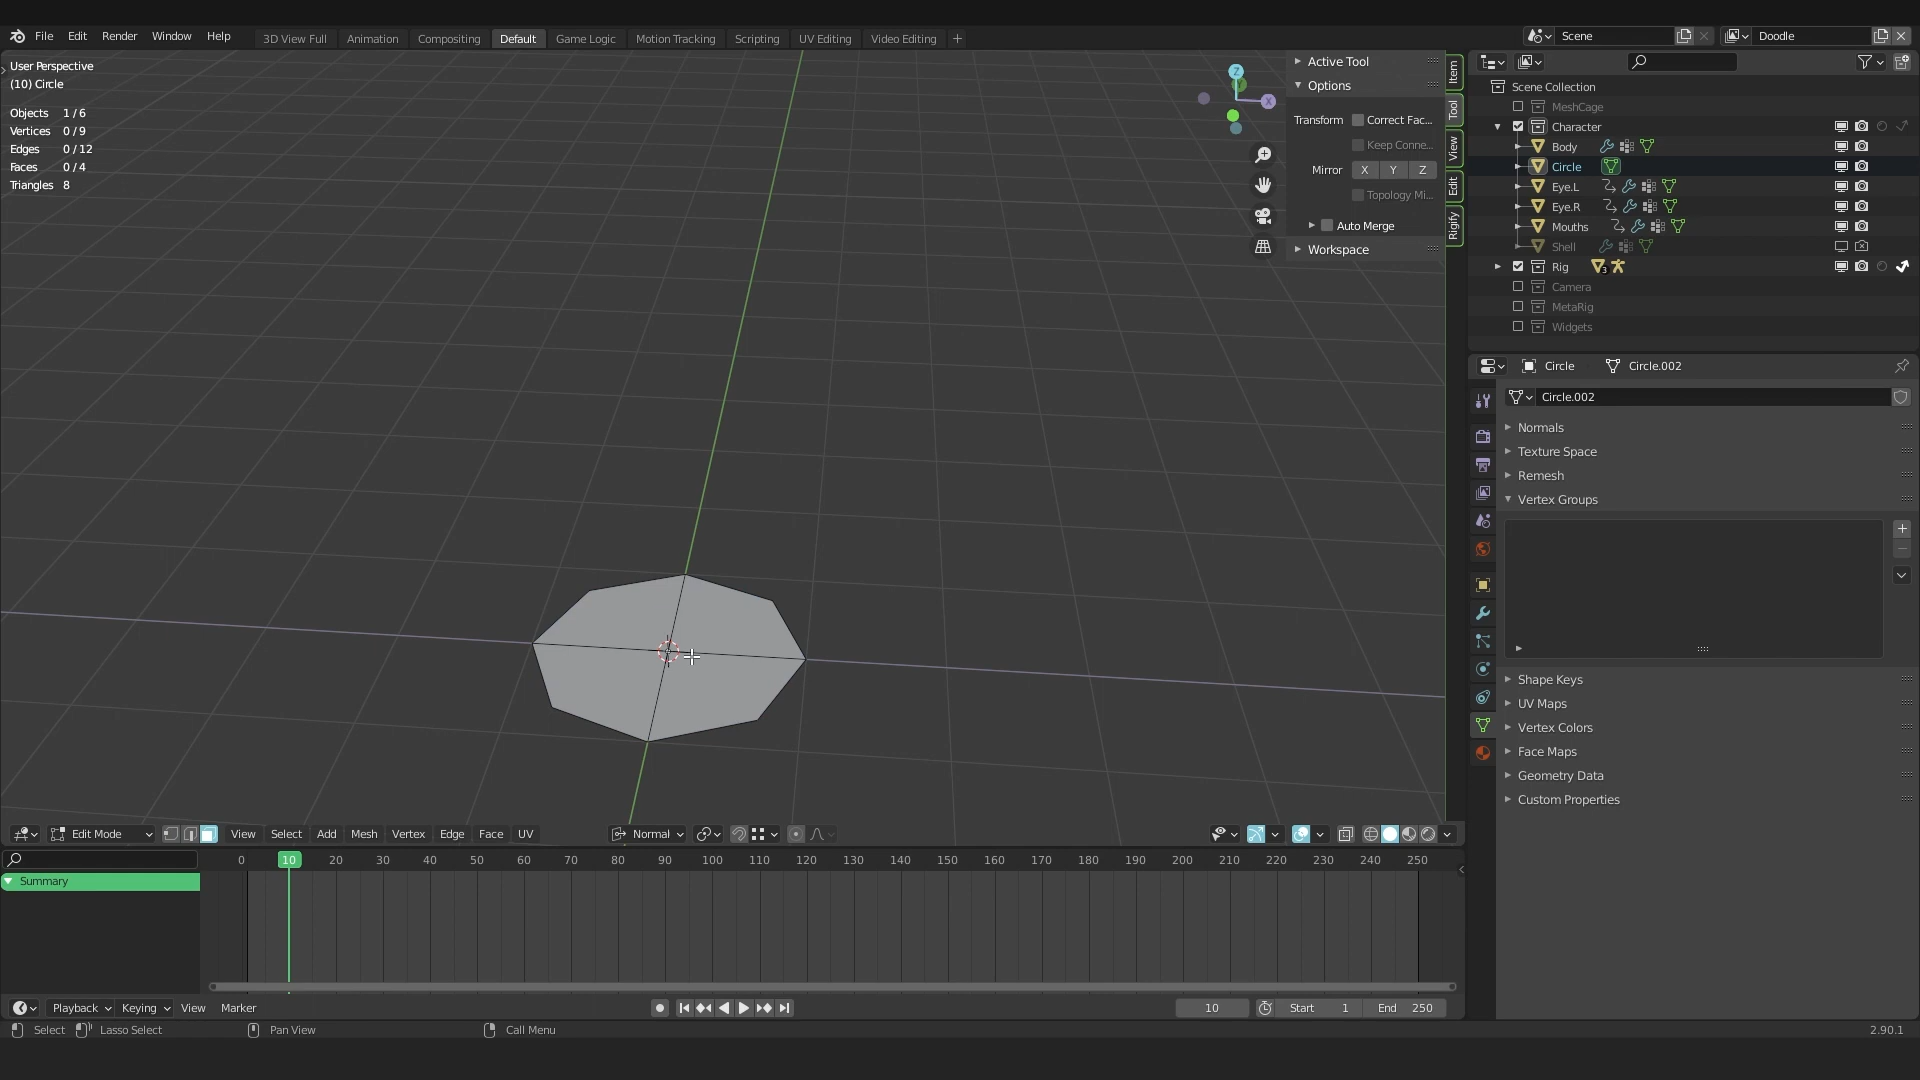 File Edit Render Window Help
3D View Full Animation Compositing Default Game Logic Motion Tracking Scripting UV Editing Video Editing +
Scene
Doodle
User Perspective
(10) Circle
Objects 1 / 6
Vertices 0 / 9
Edges 0 / 12
Faces 0 / 4
Triangles 8
Z
Y
X
Active Tool
Options
Transform Correct Fac...
Keep Conne...
Mirror X Y Z
Topology Mi...
Auto Merge
Workspace
Item
Tool
View
Edit
Rigify
Scene Collection
MeshCage
Character
Body
Circle
Eye.L
Eye.R
Mouths
Shell
Rig 3
Camera
MetaRig
Widgets
Circle Circle.002
Circle.002
Normals
Texture Space
Remesh
Vertex Groups
Shape Keys
UV Maps
Vertex Colors
Face Maps
Geometry Data
Custom Properties
Edit Mode View Select Add Mesh Vertex Edge Face UV Normal
0 10 20 30 40 50 60 70 80 90 100 110 120 130 140 150 160 170 180 190 200 210 220 230 240 250
Summary
Playback Keying View Marker 10 Start 1 End 250
Select Lasso Select Pan View Call Menu 2.90.1